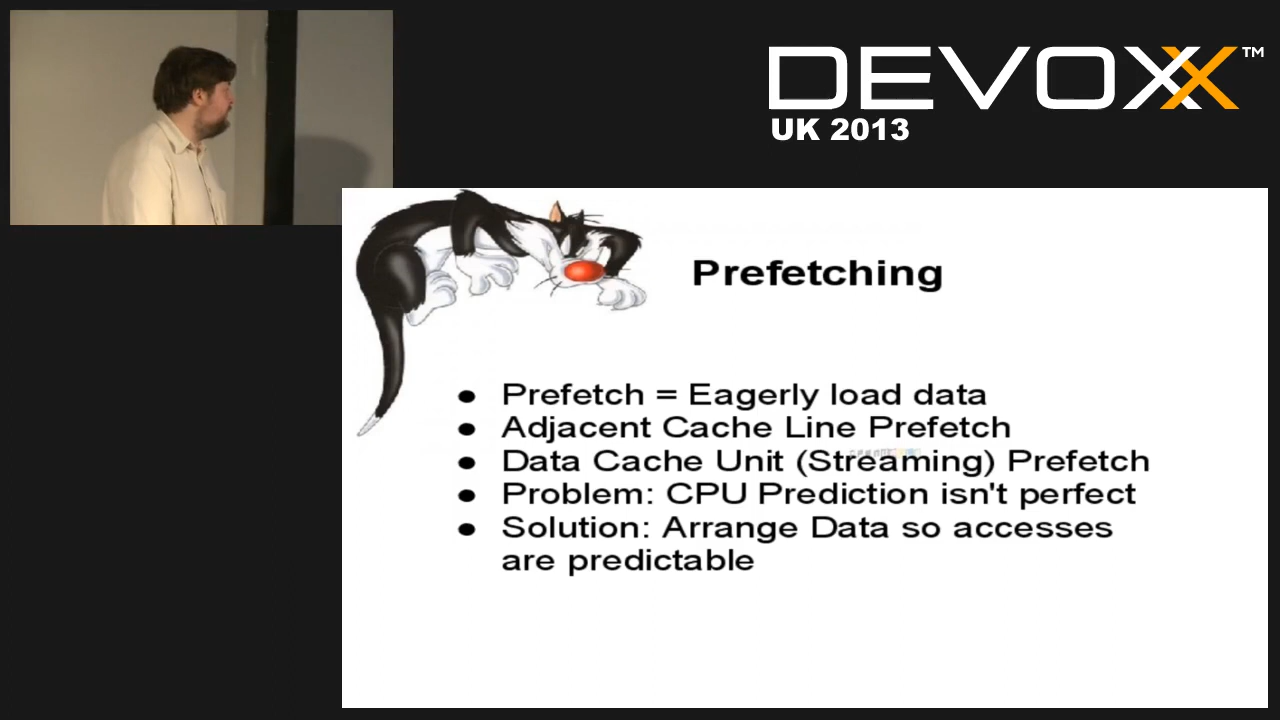 DEVOXX™
UK 2013
Prefetching
● Prefetch = Eagerly load data
● Adjacent Cache Line Prefetch
● Data Cache Unit (Streaming) Prefetch
● Problem: CPU Prediction isn't perfect
● Solution: Arrange Data so accesses
are predictable